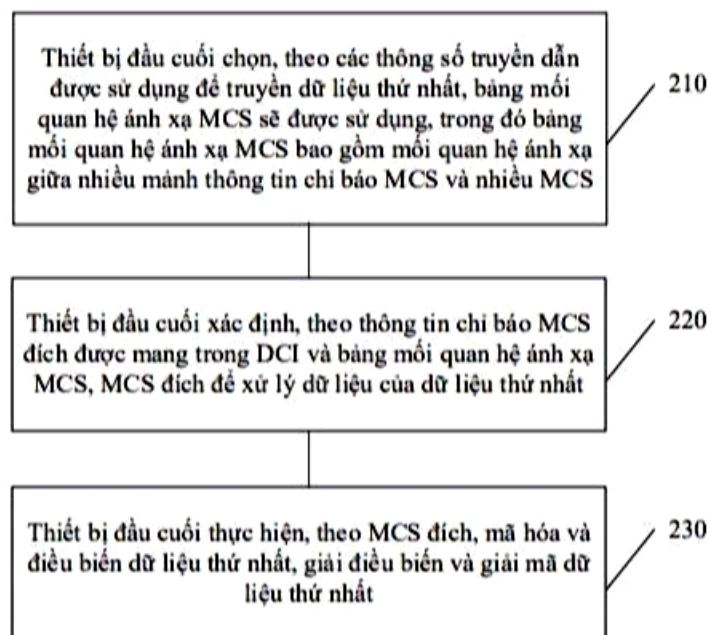 Thiết bị đầu cuối chọn, theo các thông số truyền dẫn
được sử dụng để truyền dữ liệu thứ nhất, bảng mối
quan hệ ánh xạ MCS sẽ được sử dụng, trong đó bảng
mối quan hệ ánh xạ MCS bao gồm mối quan hệ ánh xạ
giữa nhiều mảnh thông tin chỉ báo MCS và nhiều MCS
210
Thiết bị đầu cuối xác định, theo thông tin chỉ báo MCS
đích được mang trong DCI và bảng mối quan hệ ánh xạ
MCS, MCS đích để xử lý dữ liệu của dữ liệu thứ nhất
220
Thiết bị đầu cuối thực hiện, theo MCS đích, mã hóa và
điều biến dữ liệu thứ nhất, giải điều biến và giải mã dữ
liệu thứ nhất
230